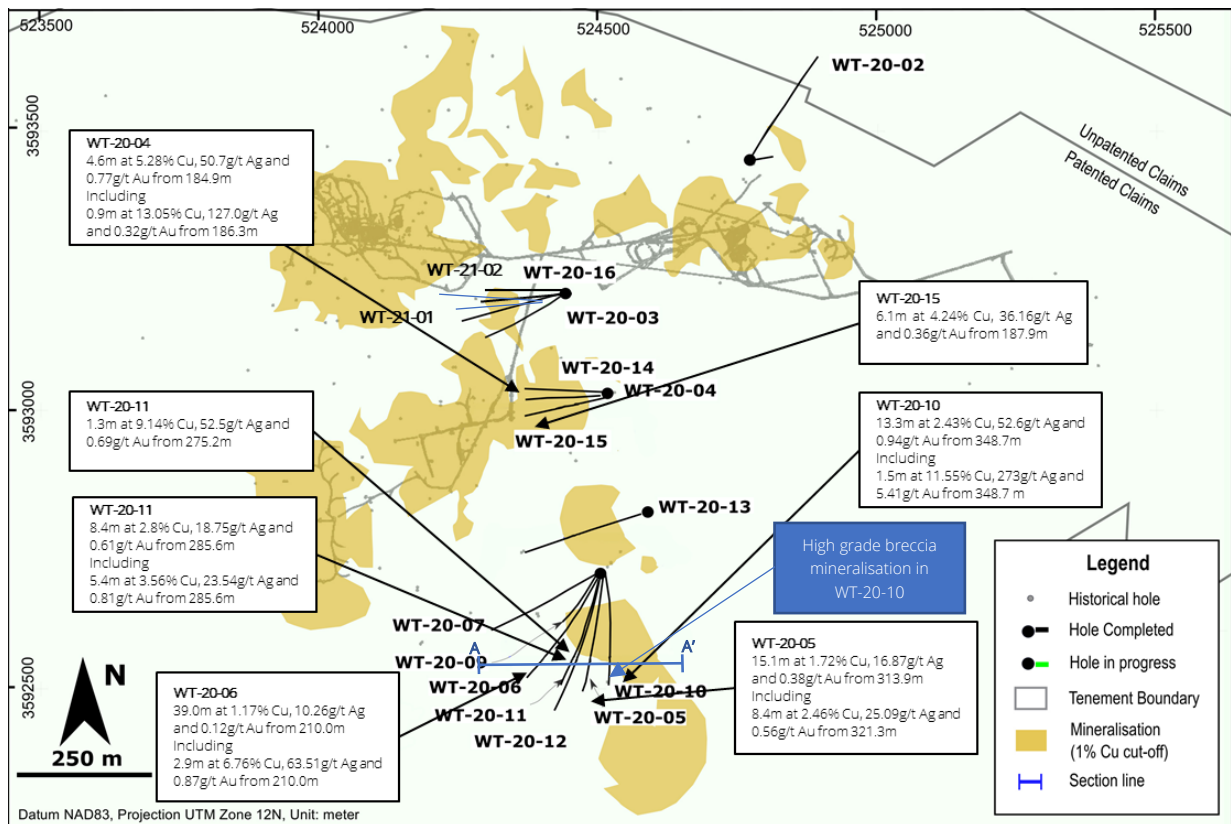 523500
524000
524500
525000
525500
3593500
3593000
3592500
WT-20-02
Unpatented Claims
Patented Claims
WT-20-04
4.6m at 5.28% Cu, 50.7g/t Ag and
0.77g/t Au from 184.9m
Including
0.9m at 13.05% Cu, 127.0g/t Ag
and 0.32g/t Au from 186.3m
WT-21-02
WT-20-16
WT-21-01
WT-20-03
WT-20-15
6.1m at 4.24% Cu, 36.16g/t Ag
and 0.36g/t Au from 187.9m
WT-20-14
WT-20-04
WT-20-15
WT-20-11
1.3m at 9.14% Cu, 52.5g/t Ag and
0.69g/t Au from 275.2m
WT-20-10
13.3m at 2.43% Cu, 52.6g/t Ag and
0.94g/t Au from 348.7m
Including
1.5m at 11.55% Cu, 273g/t Ag and
5.41g/t Au from 348.7 m
WT-20-11
8.4m at 2.8% Cu, 18.75g/t Ag and
0.61g/t Au from 285.6m
Including
5.4m at 3.56% Cu, 23.54g/t Ag and
0.81g/t Au from 285.6m
WT-20-13
High grade breccia
mineralisation in
WT-20-10
WT-20-07
A
A'
WT-20-09
WT-20-06
WT-20-10
WT-20-11
WT-20-05
WT-20-12
WT-20-05
15.1m at 1.72% Cu, 16.87g/t Ag
and 0.38g/t Au from 313.9m
Including
8.4m at 2.46% Cu, 25.09g/t Ag and
0.56g/t Au from 321.3m
WT-20-06
39.0m at 1.17% Cu, 10.26g/t Ag
and 0.12g/t Au from 210.0m
Including
2.9m at 6.76% Cu, 63.51g/t Ag and
0.87g/t Au from 210.0m
N
250 m
Legend
Historical hole
Hole Completed
Hole in progress
Tenement Boundary
Mineralisation
(1% Cu cut-off)
Section line
Datum NAD83, Projection UTM Zone 12N, Unit: meter